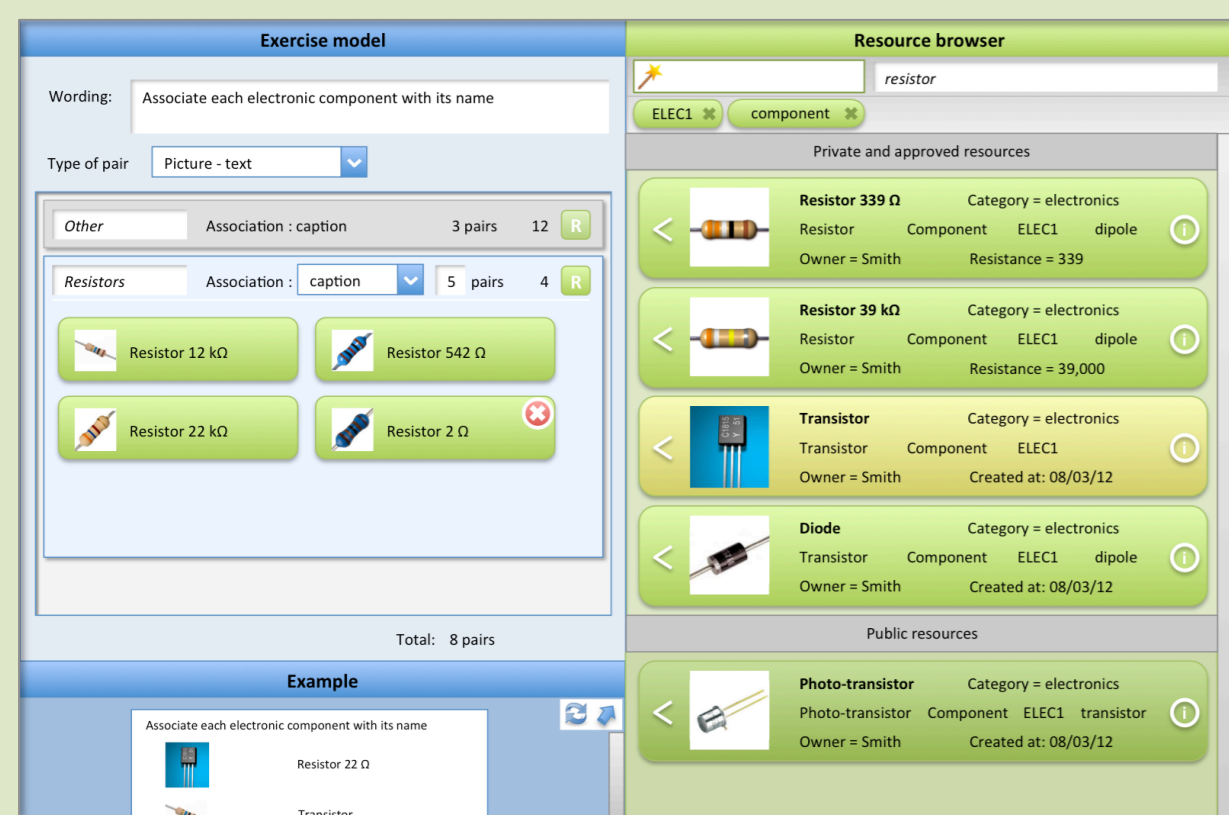 Exercise model
Wording: Associate each electronic component with its name
Type of pair Picture - text
Other Association : caption 3 pairs 12 R
Resistors Association : caption 5 pairs 4 R
Resistor 12 kΩ Resistor 542 Ω
Resistor 22 kΩ Resistor 2 Ω
Total: 8 pairs
Example
Associate each electronic component with its name
Resistor 22 Ω
Transistor
Resource browser
resistor
ELEC1 component
Private and approved resources
Resistor 339 Ω Category = electronics
Resistor Component ELEC1 dipole
Owner = Smith Resistance = 339
Resistor 39 kΩ Category = electronics
Resistor Component ELEC1 dipole
Owner = Smith Resistance = 39,000
C1815
Y 51
Transistor Category = electronics
Transistor Component ELEC1
Owner = Smith Created at: 08/03/12
Diode Category = electronics
Transistor Component ELEC1 dipole
Owner = Smith Created at: 08/03/12
Public resources
Photo-transistor Category = electronics
Photo-transistor Component ELEC1 transistor
Owner = Smith Created at: 08/03/12